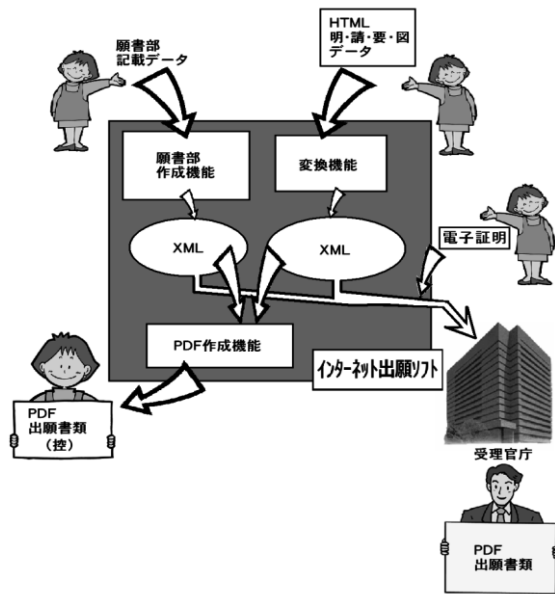 願書部
記載データ
HTML
明・請・要・図
データ
願書部
作成機能
変換機能
XML
XML
電子証明
PDF作成機能
インターネット出願ソフト
PDF
出願書類
（控）
受理官庁
PDF
出願書類